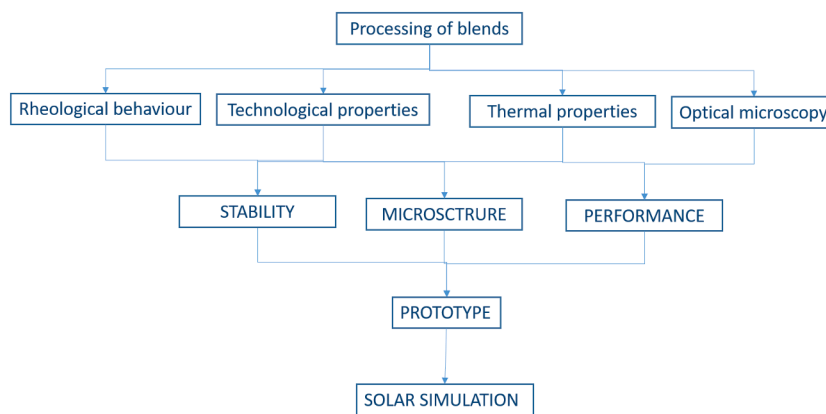 Processing of blends
Rheological behaviour
Technological properties
Thermal properties
Optical microscopy
STABILITY
MICROSCTRURE
PERFORMANCE
PROTOTYPE
SOLAR SIMULATION